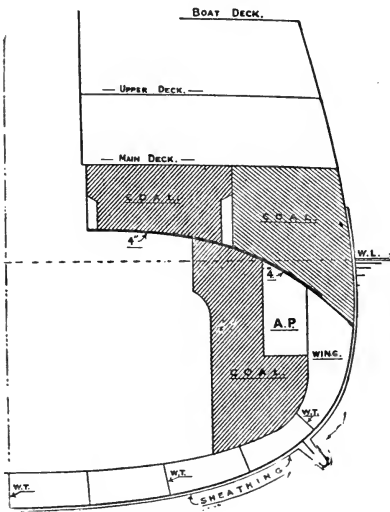 BOAT DECK.
UPPER DECK.
MAIN DECK.
COAL.
COAL.
4"
W.L.
4
A.P.
WING.
COAL.
W.T.
W.T.
W.T.
SHEATHING